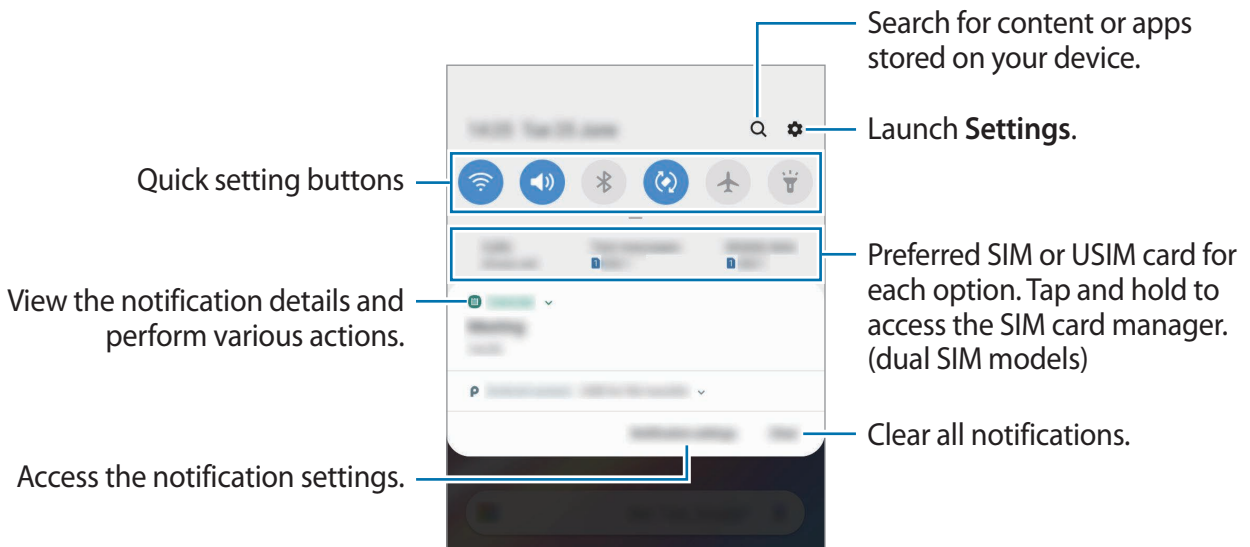 Search for content or apps
stored on your device.
Launch Settings.
Quick setting buttons
Preferred SIM or USIM card for
each option. Tap and hold to
access the SIM card manager.
(dual SIM models)
View the notification details and
perform various actions.
Clear all notifications.
Access the notification settings.